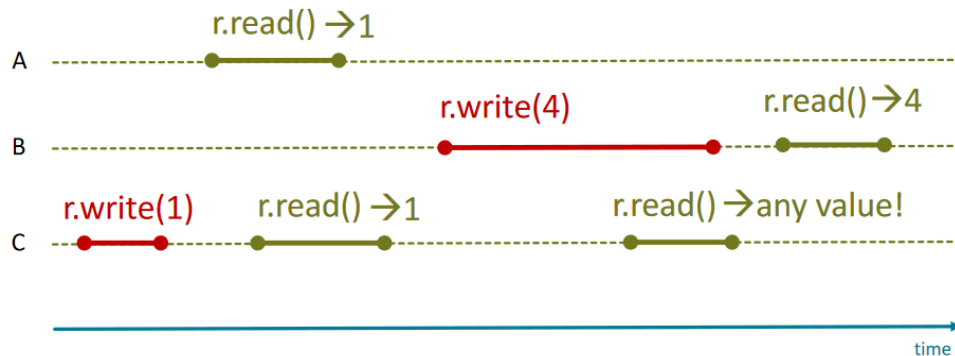 r.read() →1
A
r.write(4)
r.read() →4
B
r.write(1)
r.read() →1
r.read() →any value!
C
time